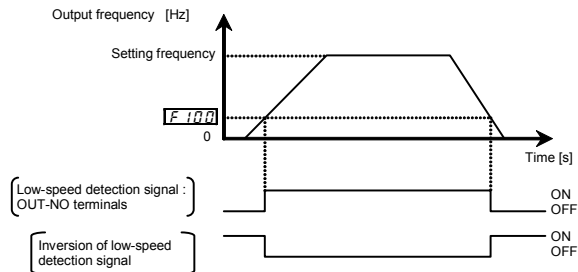 Output frequency [Hz]
Setting frequency
F 100
0
Time [s]
Low-speed detection signal :
OUT-NO terminals
ON
OFF
Inversion of low-speed
detection signal
ON
OFF